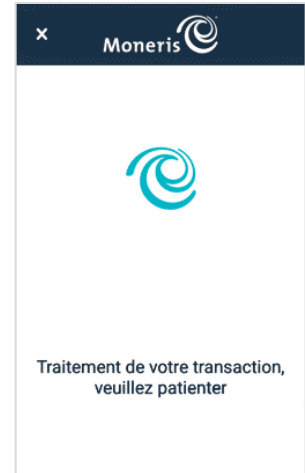 ×
Moneris
Traitement de votre transaction,
veuillez patienter